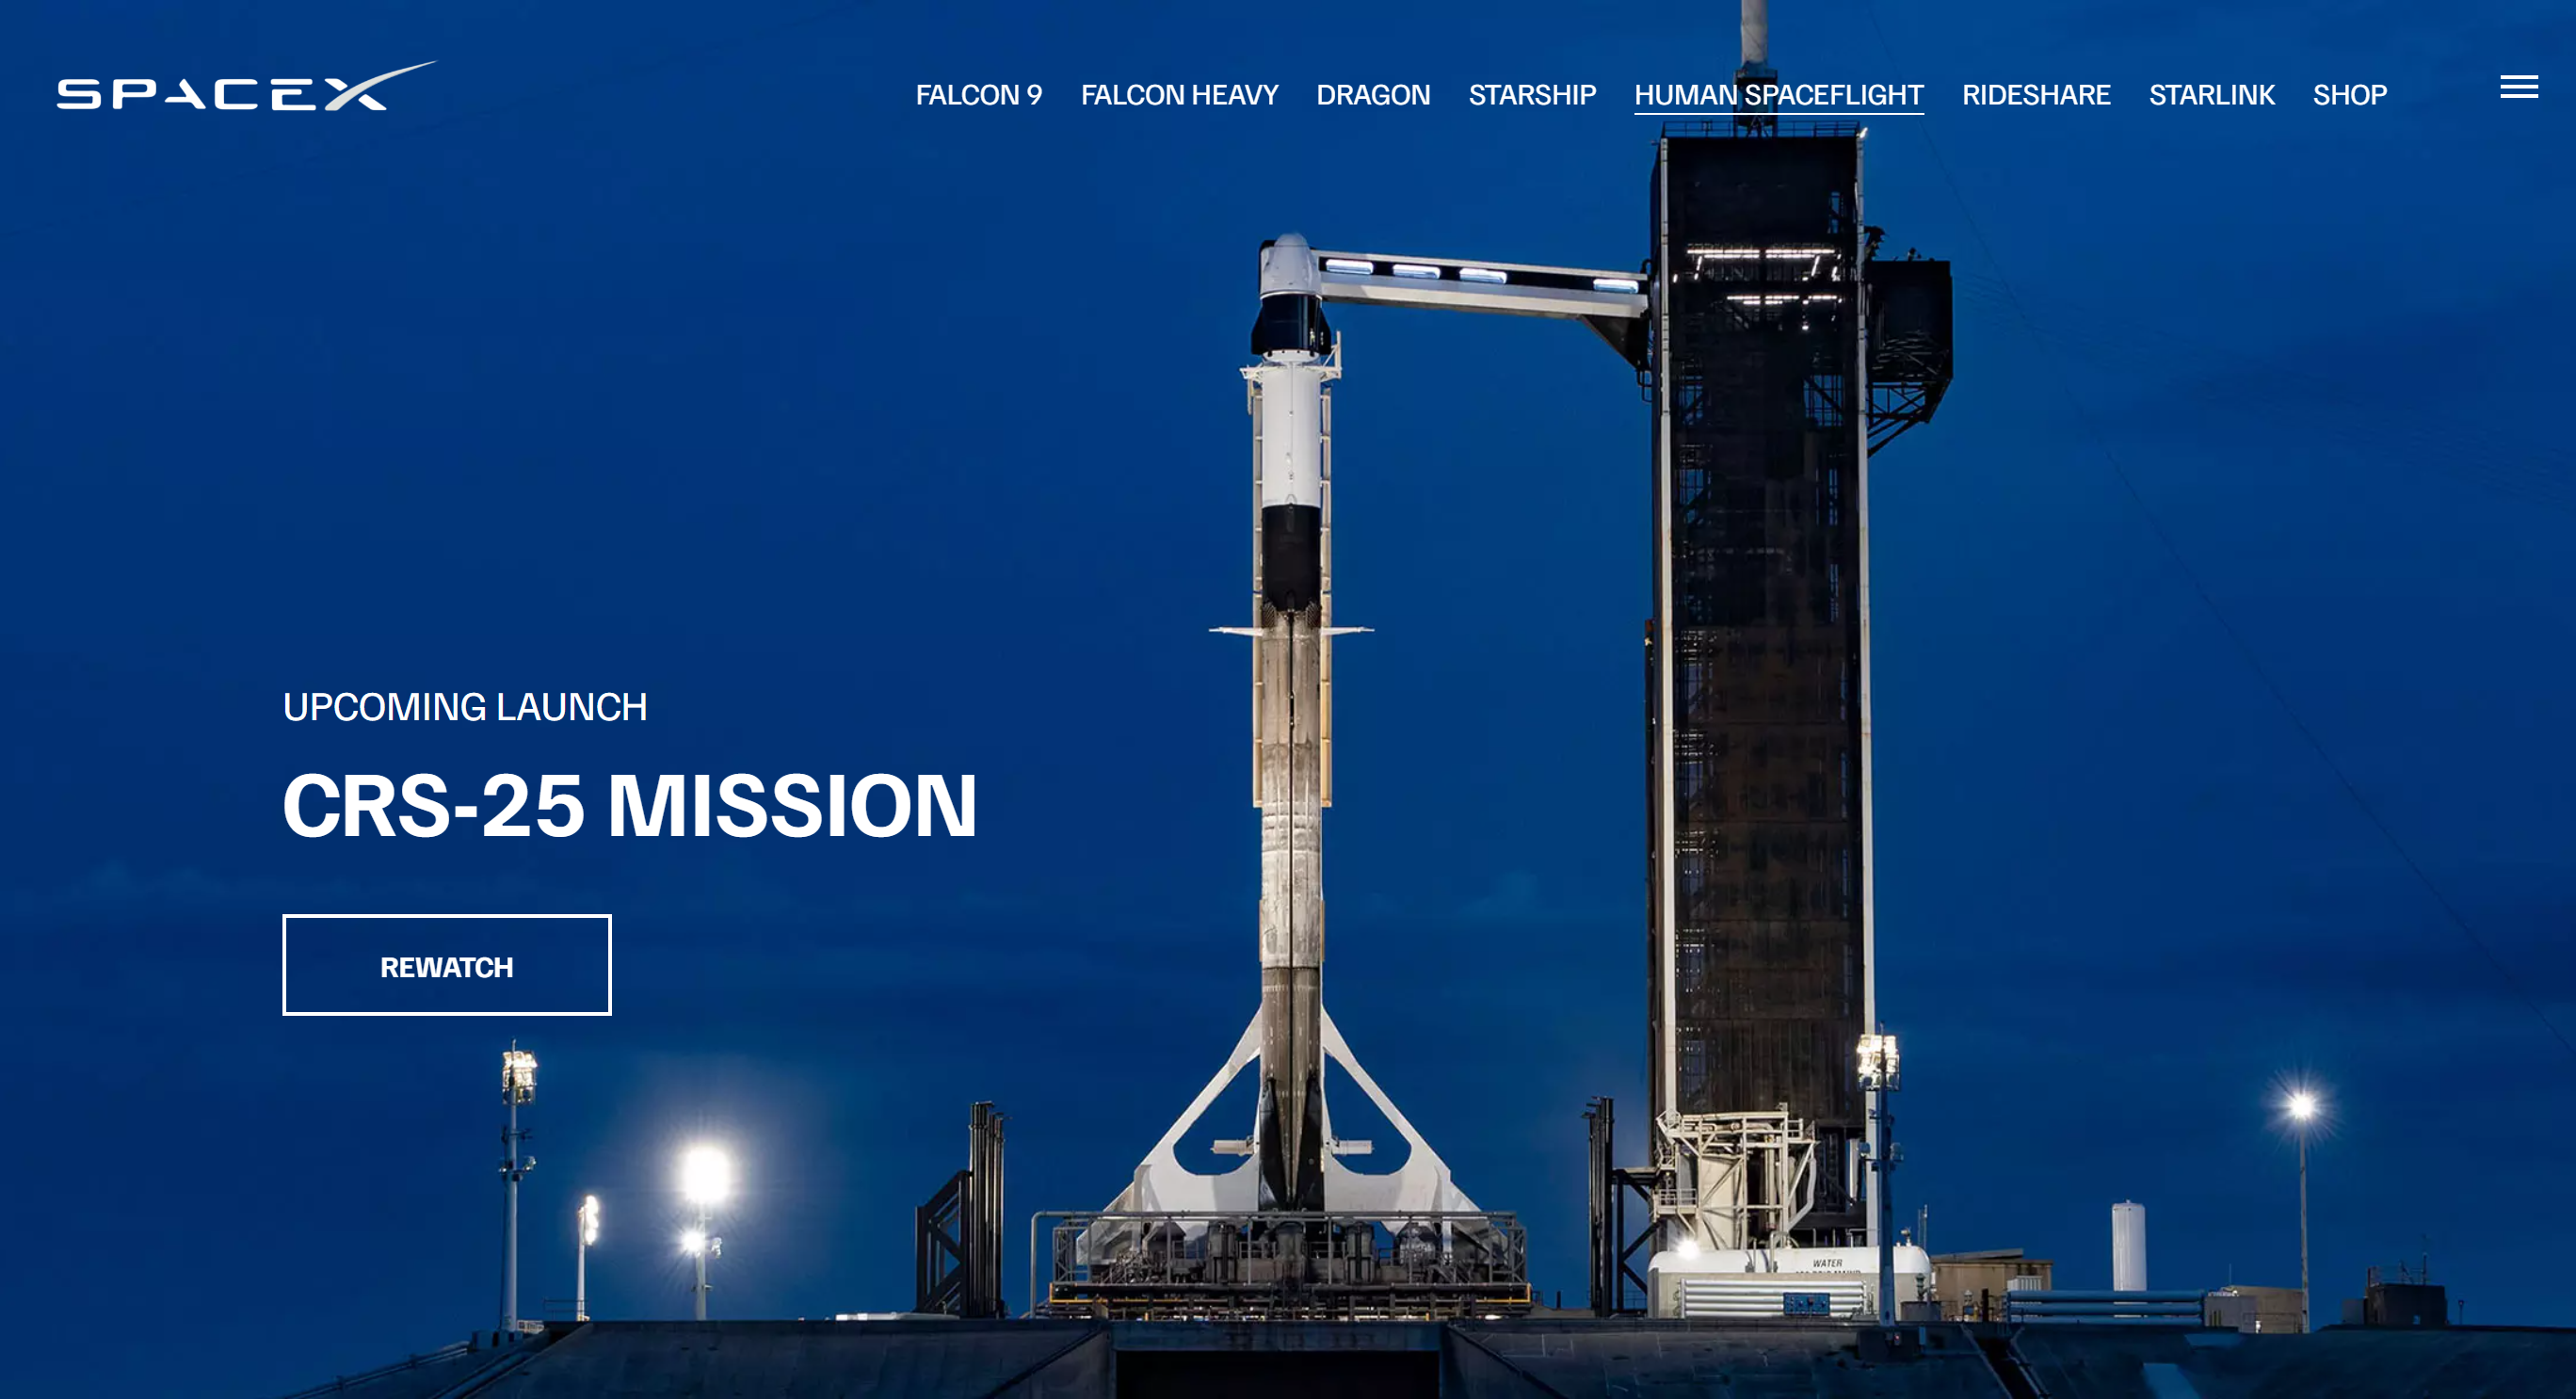 SPACEX
FALCON 9 FALCON HEAVY DRAGON STARSHIP HUMAN SPACEFLIGHT RIDESHARE STARLINK SHOP
UPCOMING LAUNCH
CRS-25 MISSION
REWATCH
WATER